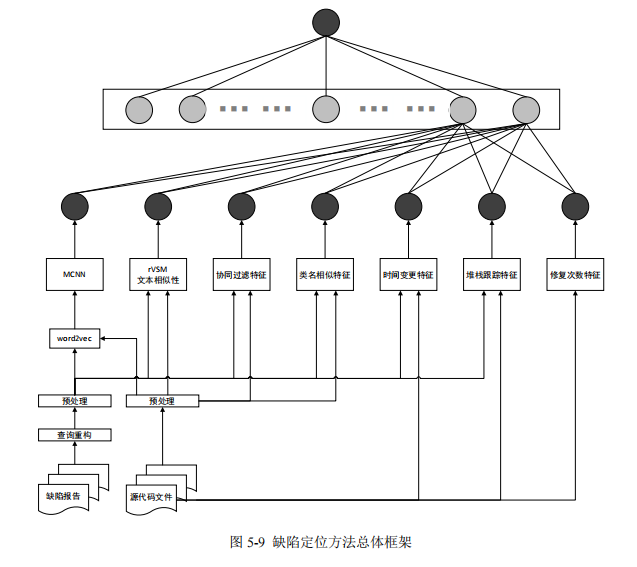 MCNN
rVSM
文本相似性
协同过滤特征
类名相似特征
时间变更特征
堆栈跟踪特征
修复次数特征
word2vec
预处理
预处理
查询重构
缺陷报告
源代码文件
图 5-9 缺陷定位方法总体框架